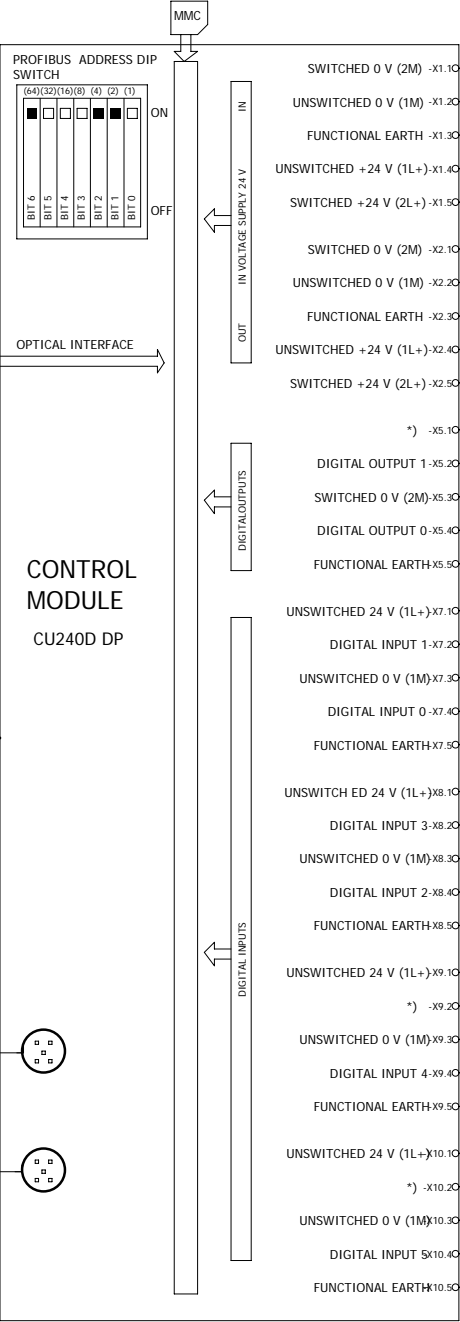 MMC
PROFIBUS ADDRESS DIP
SWITCH
(64)(32)(16)(8) (4) (2) (1)
ON
BIT 6 BIT 5 BIT 4 BIT 3 BIT 2 BIT 1 BIT 0
OFF
OPTICAL INTERFACE
CONTROL
MODULE
CU240D DP
IN
IN VOLTAGE SUPPLY 24 V
OUT
DIGITALOUTPUTS
DIGITAL INPUTS
SWITCHED 0 V (2M) -X1.1
UNSWITCHED 0 V (1M) -X1.2
FUNCTIONAL EARTH -X1.3
UNSWITCHED +24 V (1L+)-X1.4
SWITCHED +24 V (2L+) -X1.5
SWITCHED 0 V (2M) -X2.1
UNSWITCHED 0 V (1M) -X2.2
FUNCTIONAL EARTH -X2.3
UNSWITCHED +24 V (1L+)-X2.4
SWITCHED +24 V (2L+) -X2.5
*) -X5.1
DIGITAL OUTPUT 1-X5.2
SWITCHED 0 V (2M)-X5.3
DIGITAL OUTPUT 0-X5.4
FUNCTIONAL EARTH-X5.5
UNSWITCHED 24 V (1L+)-X7.1
DIGITAL INPUT 1-X7.2
UNSWITCHED 0 V (1M)-X7.3
DIGITAL INPUT 0-X7.4
FUNCTIONAL EARTH-X7.5
UNSWITCH ED 24 V (1L+)-X8.1
DIGITAL INPUT 3-X8.2
UNSWITCHED 0 V (1M)-X8.3
DIGITAL INPUT 2-X8.4
FUNCTIONAL EARTH-X8.5
UNSWITCHED 24 V (1L+)-X9.1
*) -X9.2
UNSWITCHED 0 V (1M)-X9.3
DIGITAL INPUT 4-X9.4
FUNCTIONAL EARTH-X9.5
UNSWITCHED 24 V (1L+)-X10.1
*) -X10.2
UNSWITCHED 0 V (1M)-X10.3
DIGITAL INPUT 5-X10.4
FUNCTIONAL EARTH-X10.5